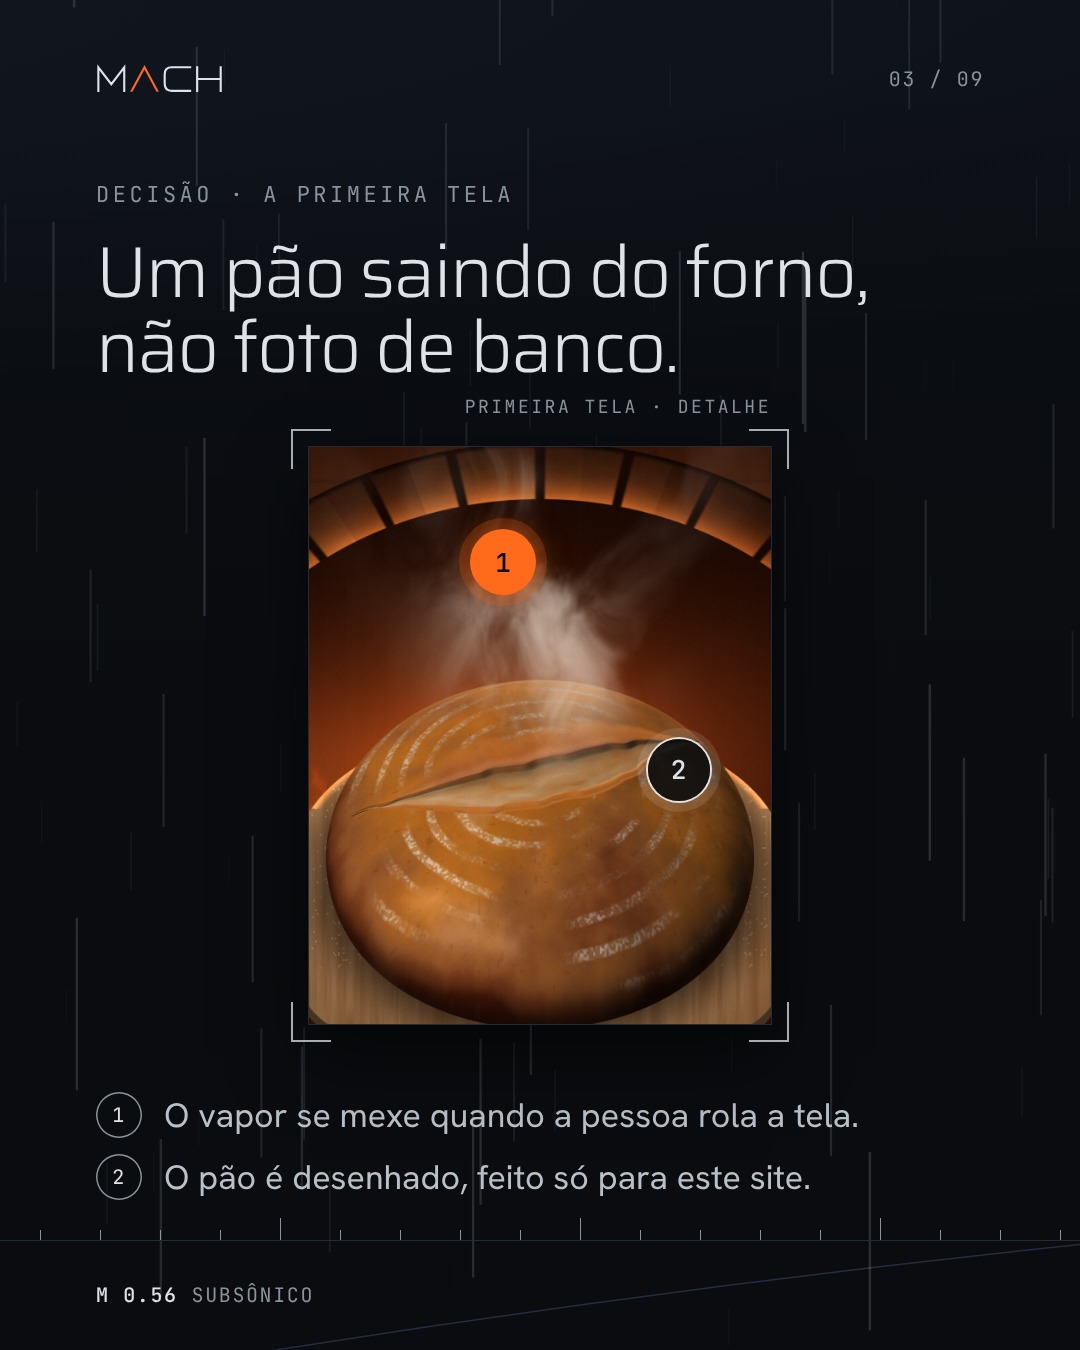 MACH
03 / 09
DECISÃO · A PRIMEIRA TELA
Um pão saindo do forno,
não foto de banco.
PRIMEIRA TELA · DETALHE
1
2
1 O vapor se mexe quando a pessoa rola a tela.
2 O pão é desenhado, feito só para este site.
M 0.56 SUBSÔNICO